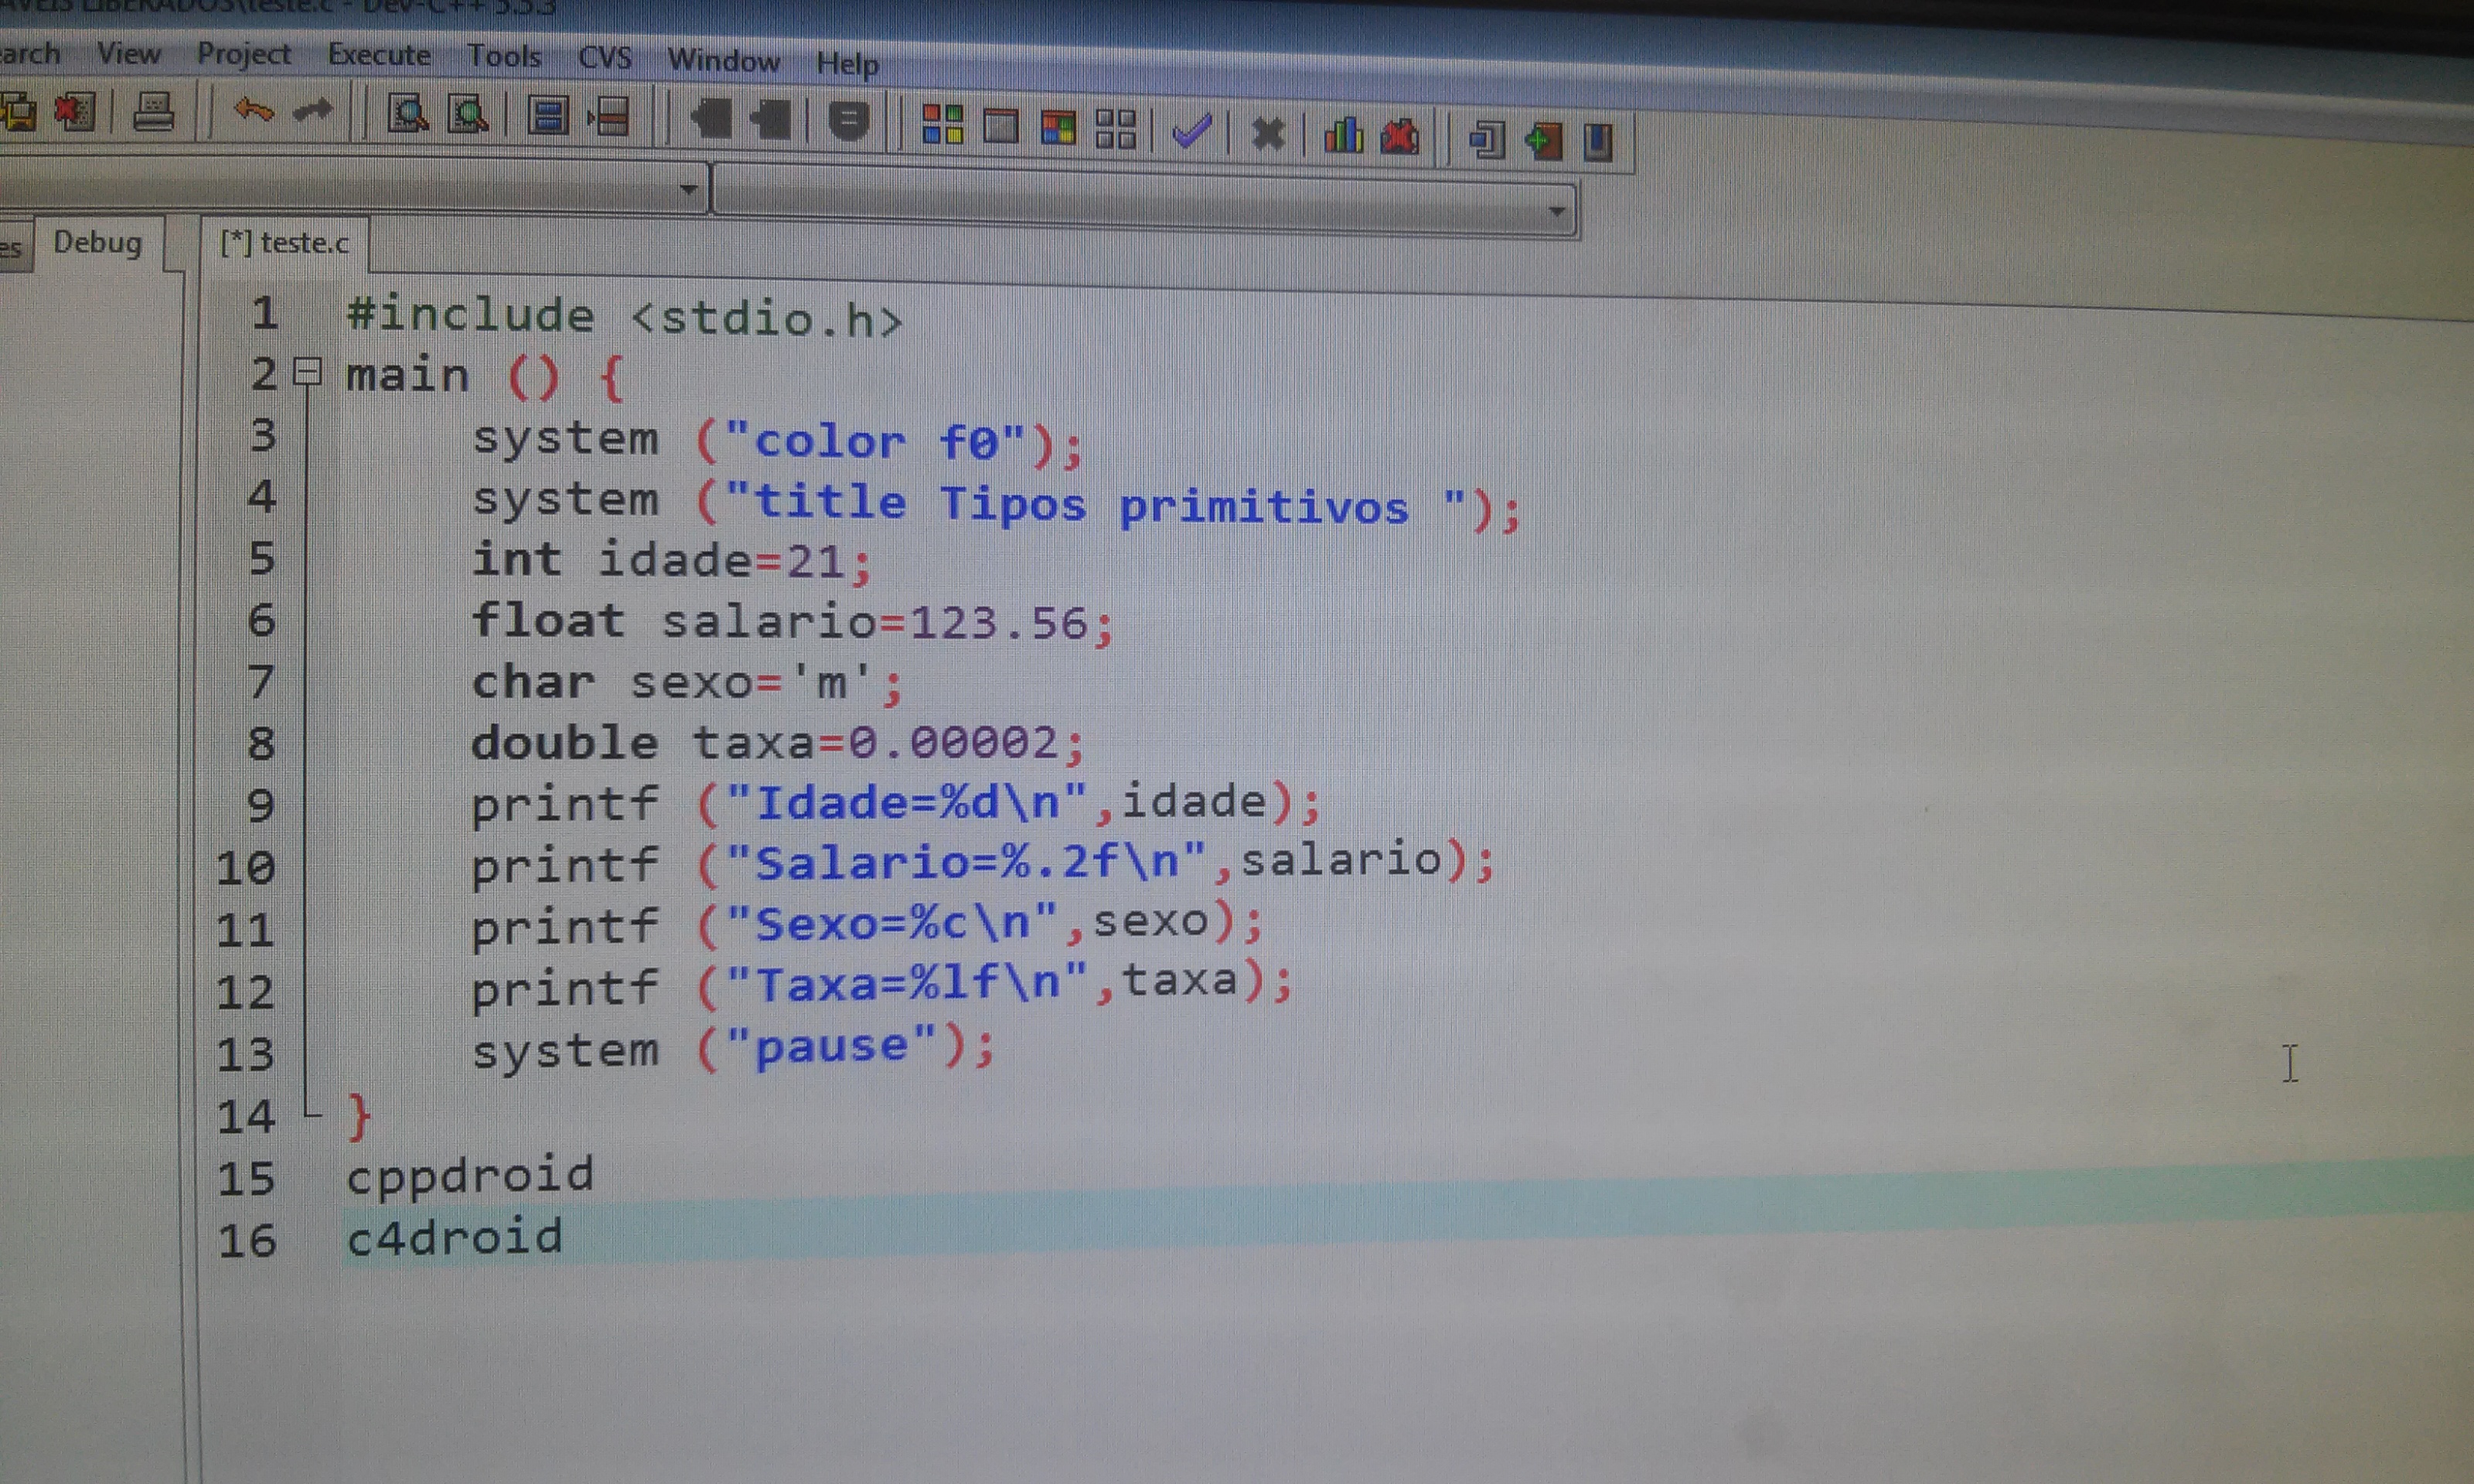 teste.c - Dev-C++ 5.5.3
arch View Project Execute Tools CVS Window Help
es Debug [*] teste.c
1 #include <stdio.h>
2 main () {
3 system ("color f0");
4 system ("title Tipos primitivos ");
5 int idade=21;
6 float salario=123.56;
7 char sexo='m';
8 double taxa=0.00002;
9 printf ("Idade=%d\n",idade);
10 printf ("Salario=%.2f\n",salario);
11 printf ("Sexo=%c\n",sexo);
12 printf ("Taxa=%lf\n",taxa);
13 system ("pause");
14 }
15 cppdroid
16 c4droid